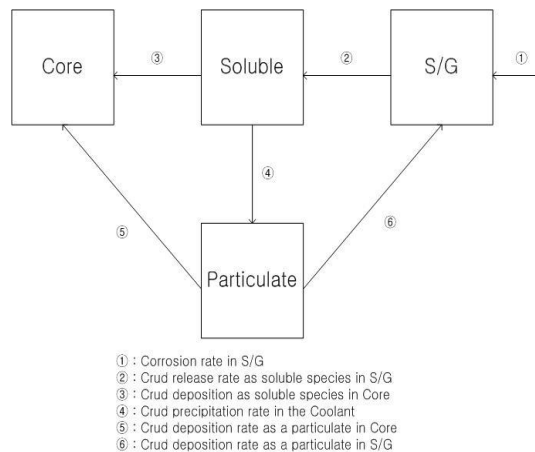 Core
③
Soluble
②
S/G
①
④
⑤
⑥
Particulate
① : Corrosion rate in S/G
② : Crud release rate as soluble species in S/G
③ : Crud deposition as soluble species in Core
④ : Crud precipitation rate in the Coolant
⑤ : Crud deposition rate as a particulate in Core
⑥ : Crud deposition rate as a particulate in S/G